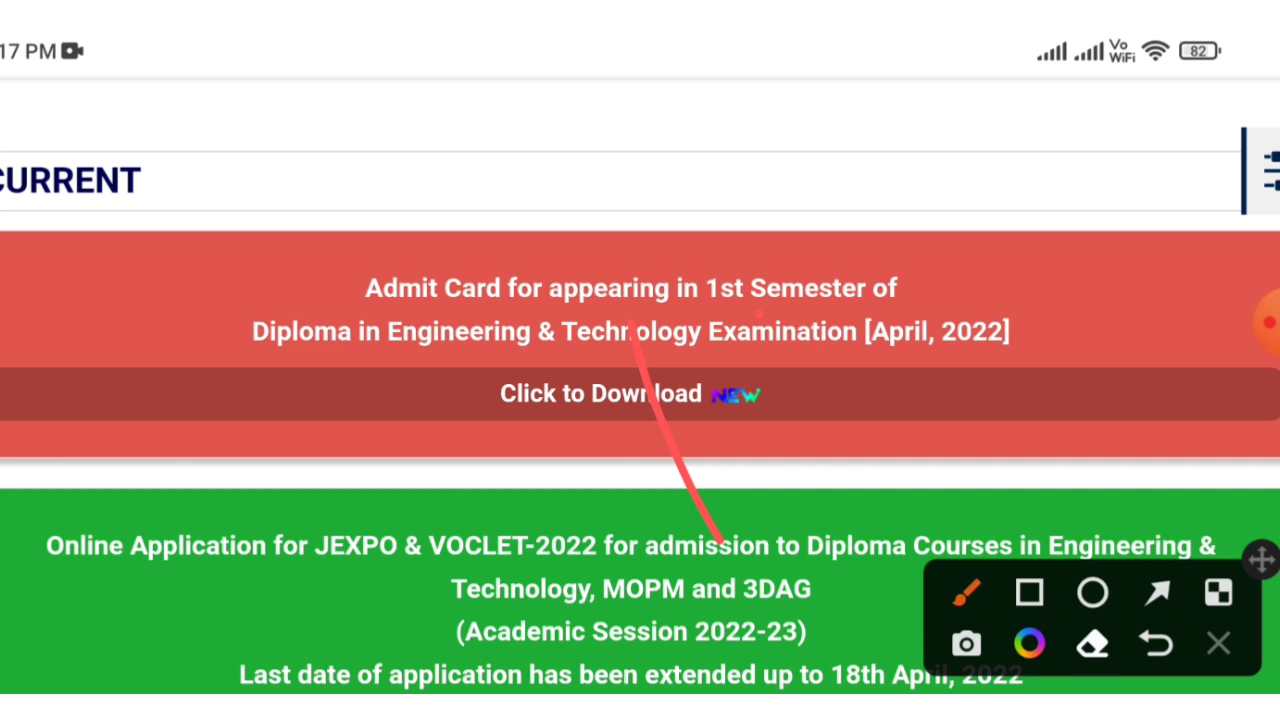 17 PM Vo WiFi 82
CURRENT
Admit Card for appearing in 1st Semester of
Diploma in Engineering & Technology Examination [April, 2022]
Click to Download NEW
Online Application for JEXPO & VOCLET-2022 for admission to Diploma Courses in Engineering &
Technology, MOPM and 3DAG
(Academic Session 2022-23)
Last date of application has been extended up to 18th April, 2022